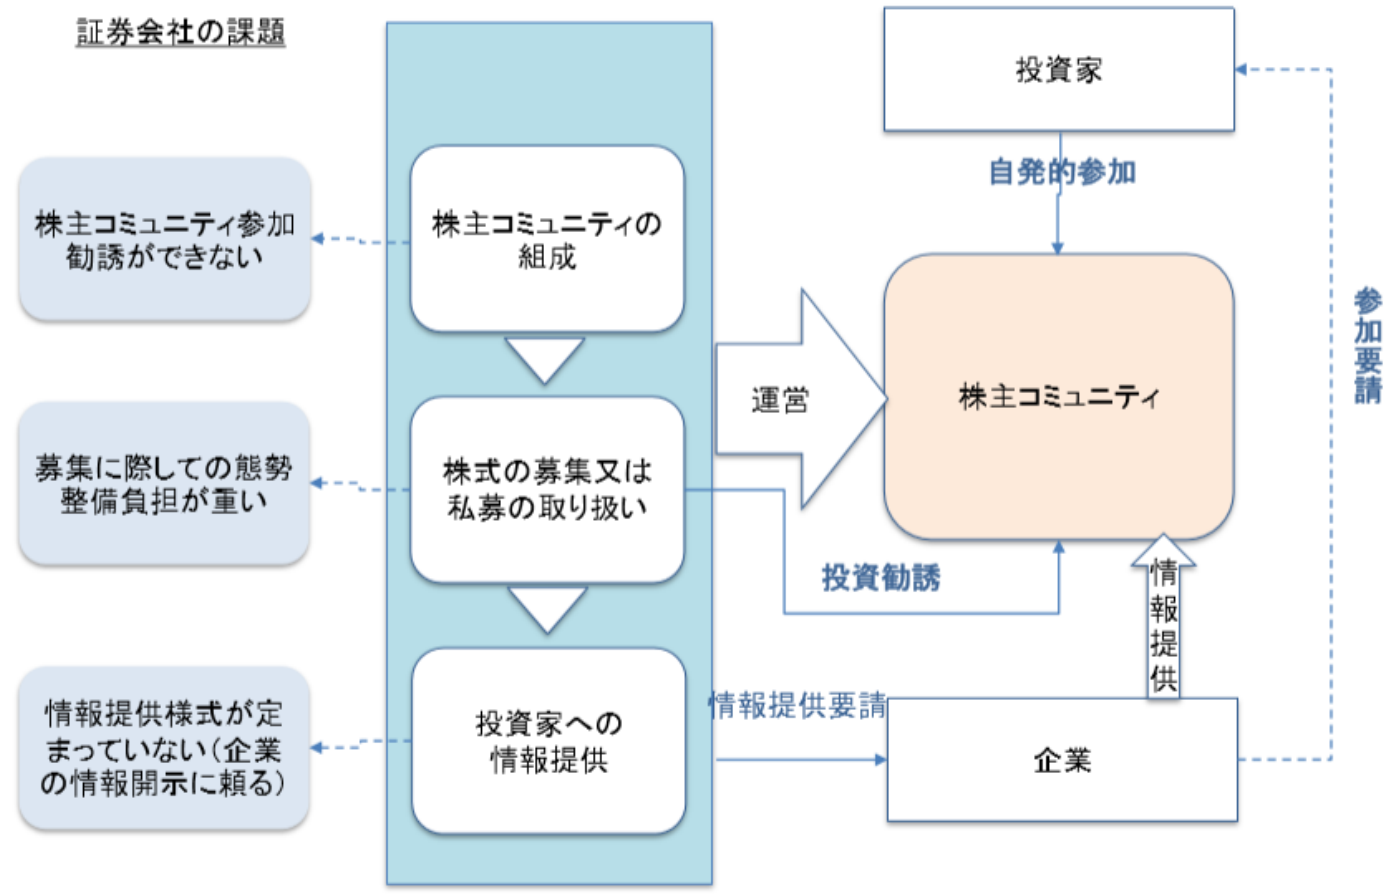 証券会社の課題
株主コミュニティ参加
勧誘ができない
募集に際しての態勢
整備負担が重い
情報提供様式が定
まっていない(企業
の情報開示に頼る)
株主コミュニティの
組成
株式の募集又は
私募の取り扱い
投資家への
情報提供
運営
投資勧誘
情報提供要請
投資家
自発的参加
株主コミュニティ
情報提供
企業
参加要請